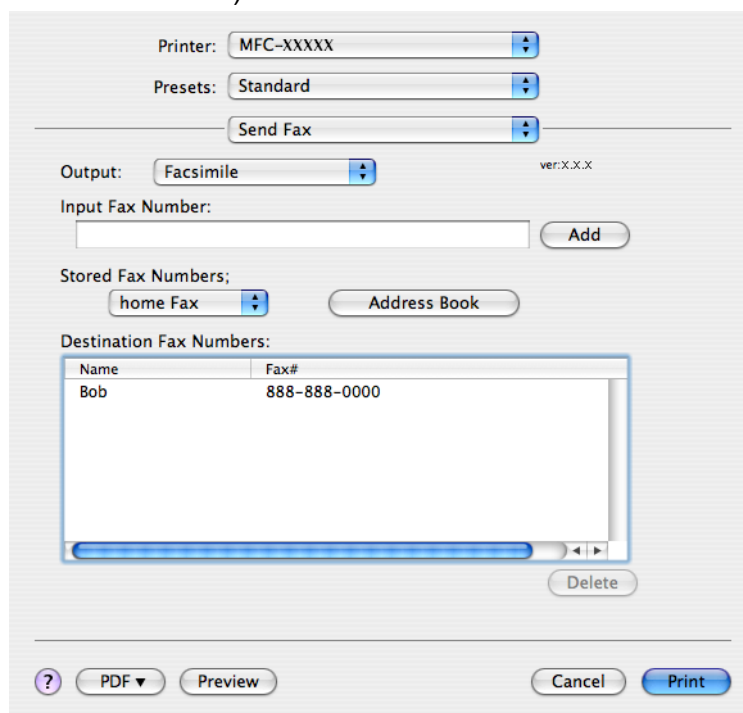 Printer: MFC-XXXXX
Presets: Standard
Send Fax
Output: Facsimile ver:X.X.X
Input Fax Number:
Add
Stored Fax Numbers;
home Fax Address Book
Destination Fax Numbers:
Name Fax#
Bob 888-888-0000
Delete
? PDF▼ Preview Cancel Print